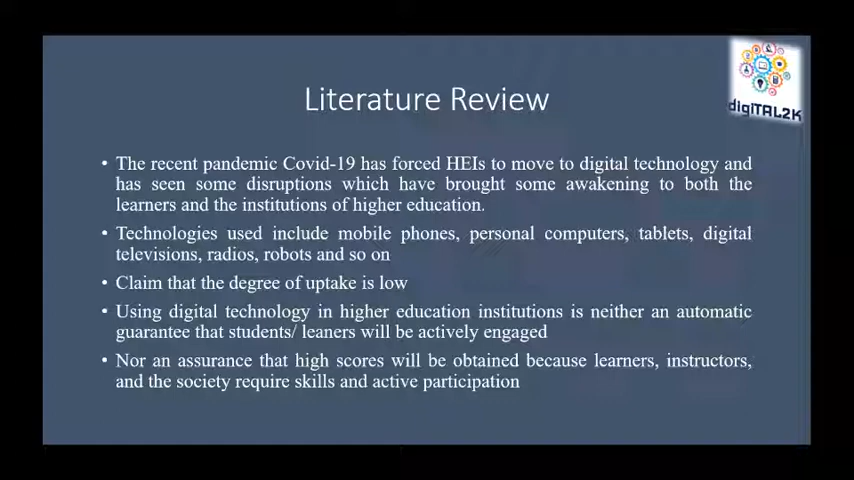 Literature Review
digiTAL2K
• The recent pandemic Covid-19 has forced HEIs to move to digital technology and
has seen some disruptions which have brought some awakening to both the
learners and the institutions of higher education.
• Technologies used include mobile phones, personal computers, tablets, digital
televisions, radios, robots and so on
• Claim that the degree of uptake is low
• Using digital technology in higher education institutions is neither an automatic
guarantee that students/ leaners will be actively engaged
• Nor an assurance that high scores will be obtained because learners, instructors,
and the society require skills and active participation